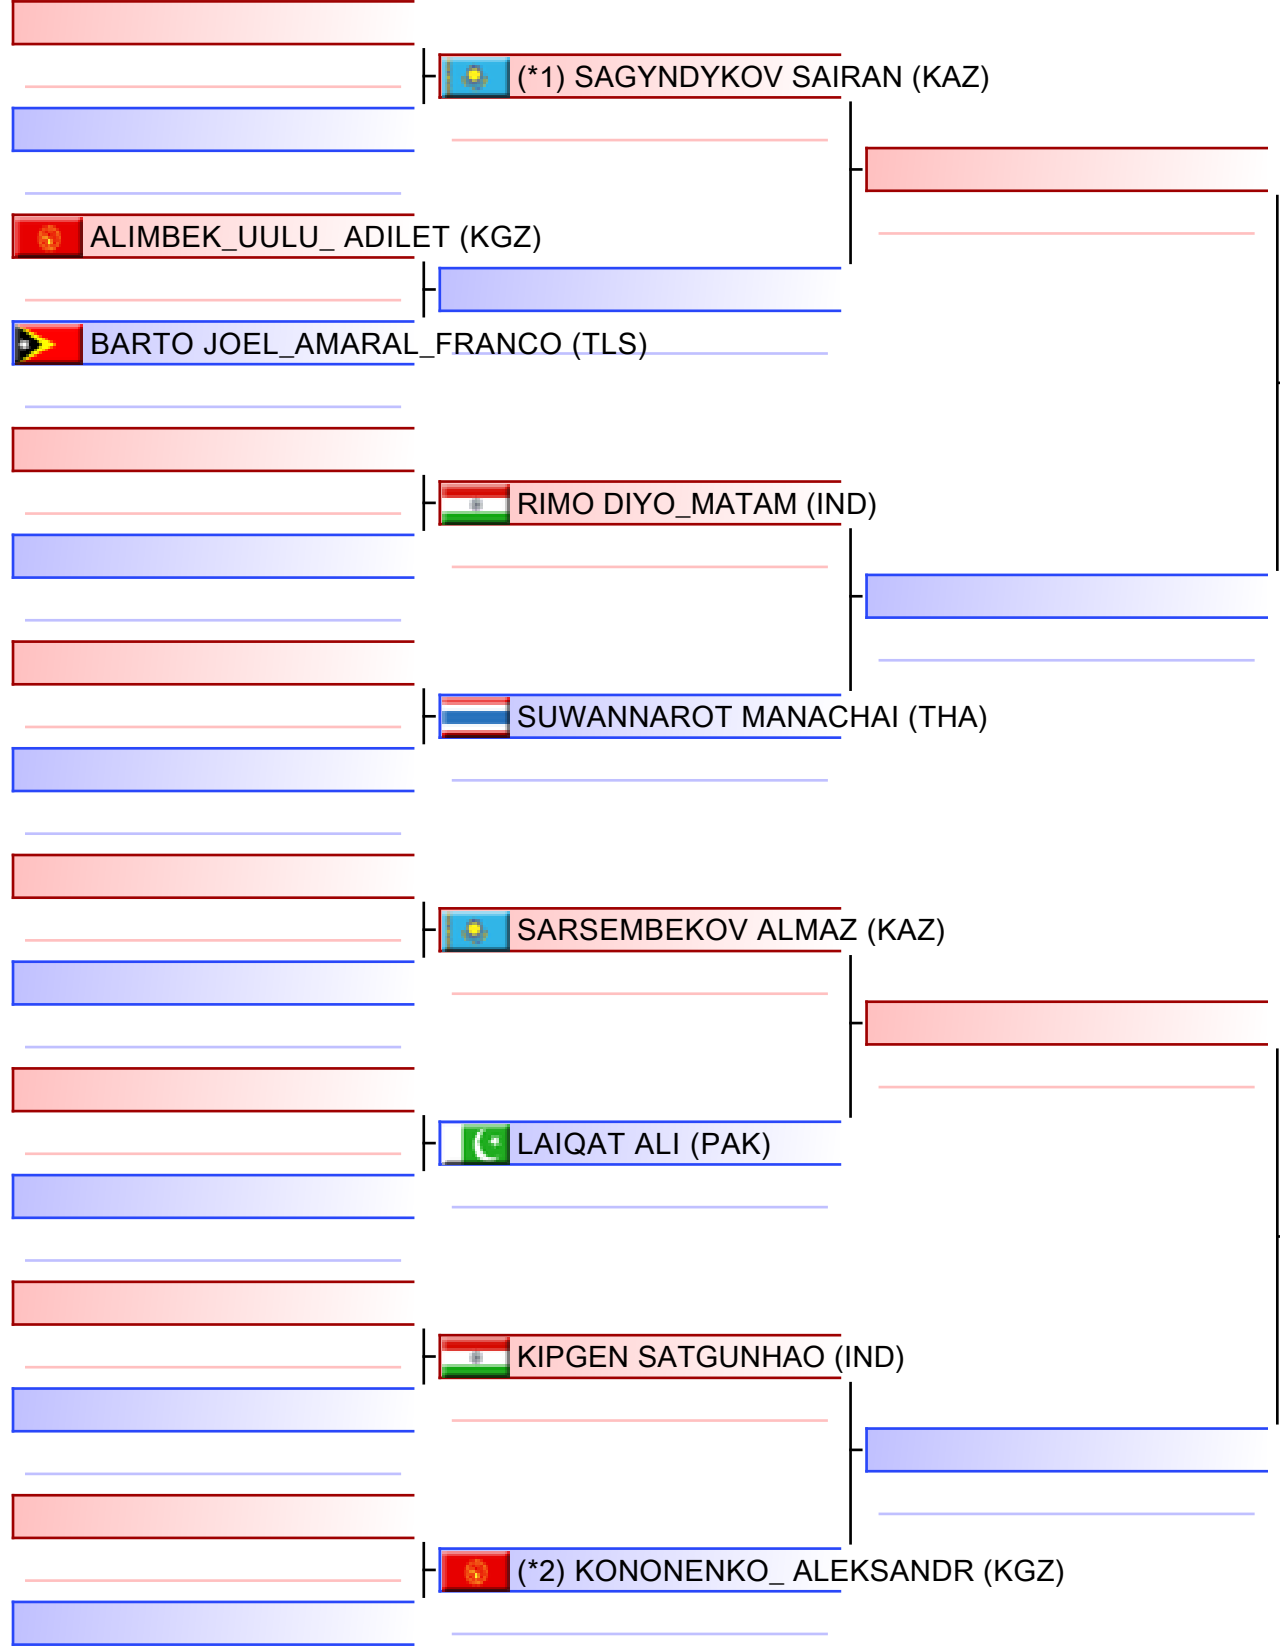 (*1) SAGYNDYKOV SAIRAN (KAZ)
ALIMBEK_UULU_ ADILET (KGZ)
BARTO JOEL_AMARAL_FRANCO (TLS)
RIMO DIYO_MATAM (IND)
SUWANNAROT MANACHAI (THA)
SARSEMBEKOV ALMAZ (KAZ)
LAIQAT ALI (PAK)
KIPGEN SATGUNHAO (IND)
(*2) KONONENKO_ ALEKSANDR (KGZ)